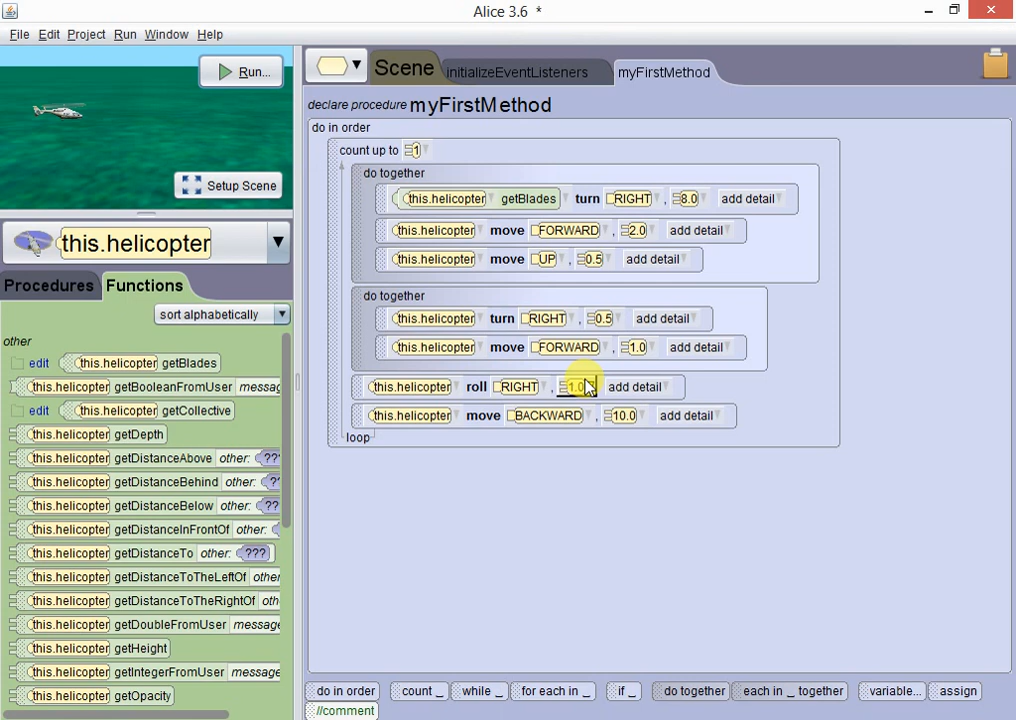 Alice 3.6 *
File Edit Project Run Window Help
Run...
Setup Scene
this.helicopter
Procedures Functions
sort alphabetically
other
edit this.helicopter getBlades
this.helicopter getBooleanFromUser messag
edit this.helicopter getCollective
this.helicopter getDepth
this.helicopter getDistanceAbove other: ??
this.helicopter getDistanceBehind other: ?
this.helicopter getDistanceBelow other: ??
this.helicopter getDistanceInFrontOf other:
this.helicopter getDistanceTo other: ???
this.helicopter getDistanceToTheLeftOf other
this.helicopter getDistanceToTheRightOf oth
this.helicopter getDoubleFromUser message
this.helicopter getHeight
this.helicopter getIntegerFromUser message
this.helicopter getOpacity
Scene initializeEventListeners myFirstMethod
declare procedure myFirstMethod
do in order
count up to 1
do together
this.helicopter getBlades turn RIGHT , 8.0 add detail
this.helicopter move FORWARD , 2.0 add detail
this.helicopter move UP , 0.5 add detail
do together
this.helicopter turn RIGHT , 0.5 add detail
this.helicopter move FORWARD , 1.0 add detail
this.helicopter roll RIGHT , 1.0 add detail
this.helicopter move BACKWARD , 10.0 add detail
loop
do in order count _ while _ for each in _ if _ do together each in _ together variable... assign
//comment